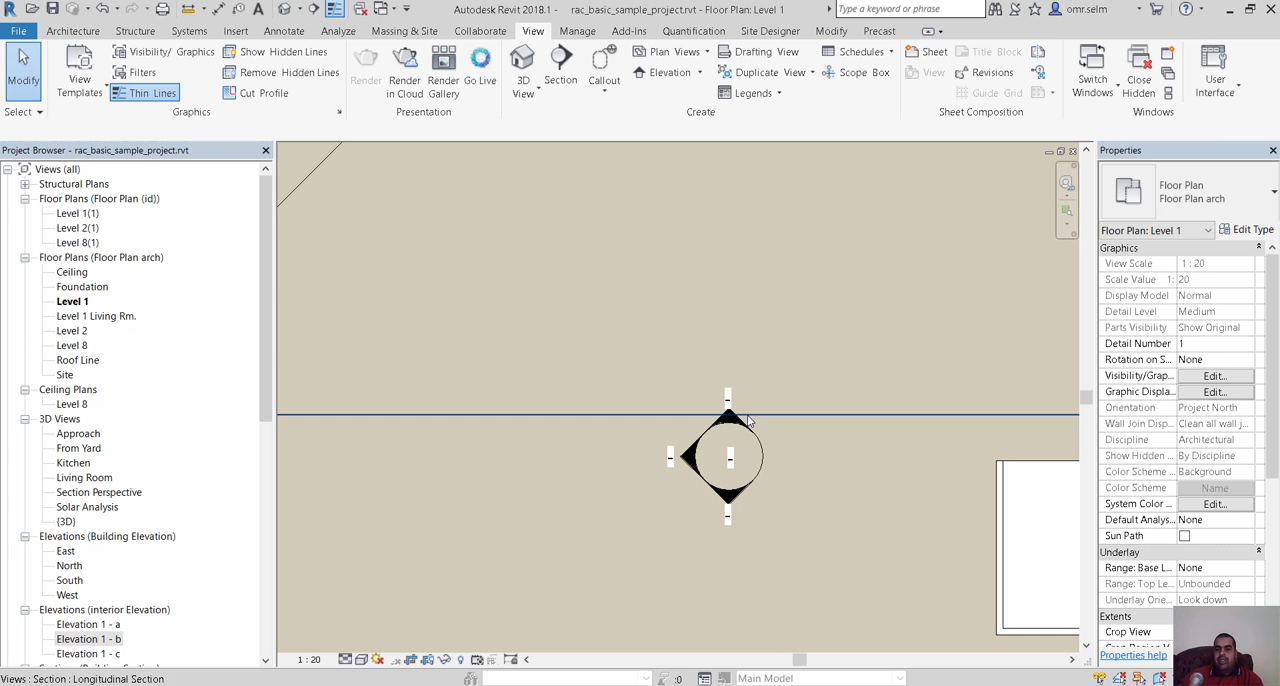 Autodesk Revit 2018.1 - rac_basic_sample_project.rvt - Floor Plan: Level 1
Type a keyword or phrase
omr.selm
File Architecture Structure Systems Insert Annotate Analyze Massing & Site Collaborate View Manage Add-Ins Quantification Site Designer Modify Precast
Modify
View Templates
Visibility/ Graphics
Filters
Thin Lines
Show Hidden Lines
Remove Hidden Lines
Cut Profile
Render
Render in Cloud
Render Gallery
Go Live
3D View
Section
Callout
Plan Views
Elevation
Drafting View
Duplicate View
Legends
Schedules
Scope Box
Sheet
View
Title Block
Revisions
Guide Grid
Switch Windows
Close Hidden
User Interface
Select Graphics Presentation Create Sheet Composition Windows
Project Browser - rac_basic_sample_project.rvt
Views (all)
Structural Plans
Floor Plans (Floor Plan (id))
Level 1(1)
Level 2(1)
Level 8(1)
Floor Plans (Floor Plan arch)
Ceiling
Foundation
Level 1
Level 1 Living Rm.
Level 2
Level 8
Roof Line
Site
Ceiling Plans
Level 8
3D Views
Approach
From Yard
Kitchen
Living Room
Section Perspective
Solar Analysis
{3D}
Elevations (Building Elevation)
East
North
South
West
Elevations (interior Elevation)
Elevation 1 - a
Elevation 1 - b
Elevation 1 - c
Properties
Floor Plan
Floor Plan arch
Floor Plan: Level 1 Edit Type
Graphics
View Scale 1 : 20
Scale Value 1: 20
Display Model Normal
Detail Level Medium
Parts Visibility Show Original
Detail Number 1
Rotation on S... None
Visibility/Grap... Edit...
Graphic Displa... Edit...
Orientation Project North
Wall Join Disp... Clean all wall j...
Discipline Architectural
Show Hidden ... By Discipline
Color Scheme ... Background
Color Scheme Name
System Color ... Edit...
Default Analys... None
Sun Path
Underlay
Range: Base L... None
Range: Top Le... Unbounded
Underlay Orie... Look down
Extents
Crop View
Properties help
1 : 20
Views : Section : Longitudinal Section
:0
Main Model